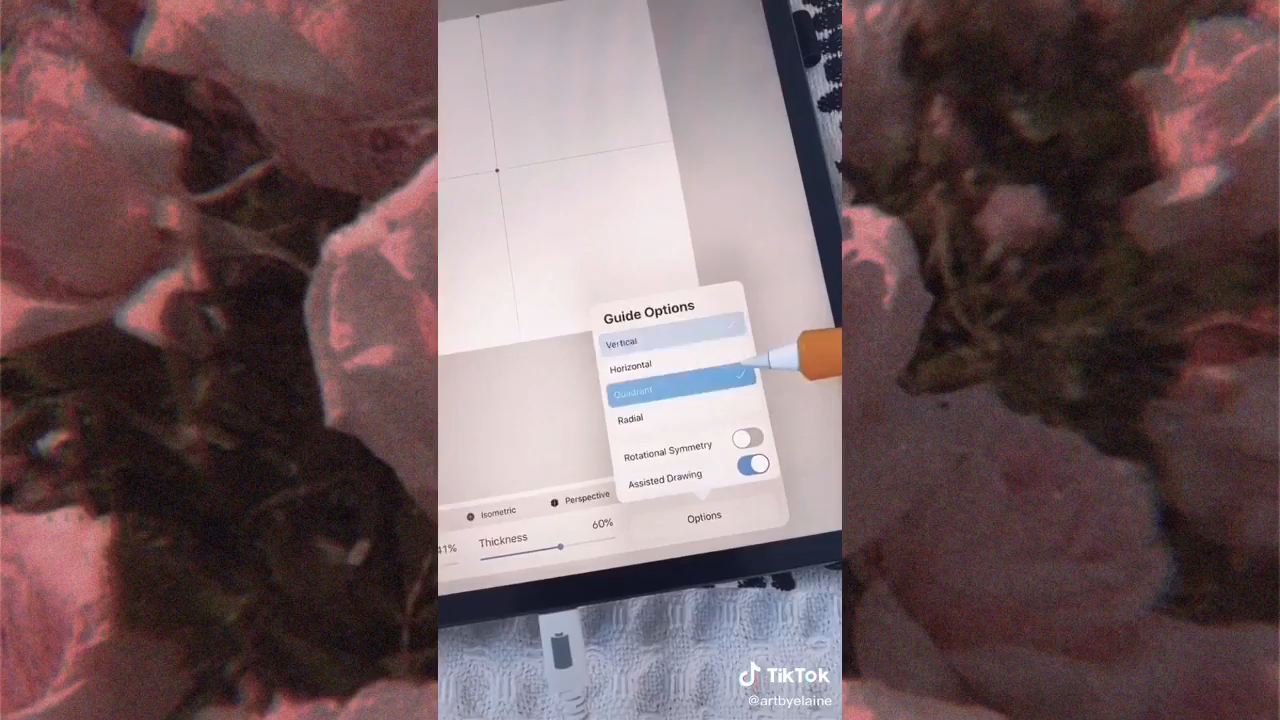 Guide Options
Vertical
Horizontal
Quadrant
Radial
Rotational Symmetry
Assisted Drawing
Isometric
Perspective
41%
Thickness
60%
Options
TikTok
@artbyelaine